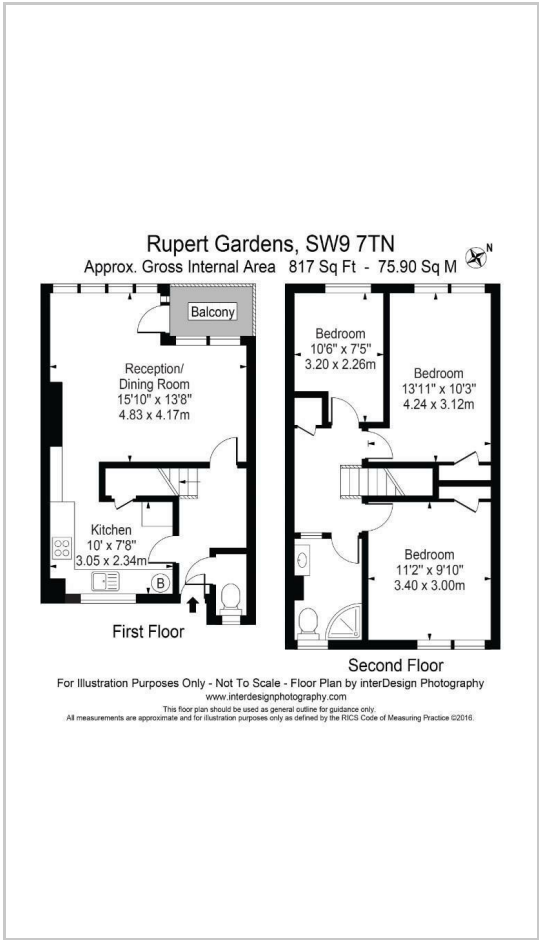 Rupert Gardens, SW9 7TN
Approx. Gross Internal Area 817 Sq Ft - 75.90 Sq M
N
Balcony
Reception/
Dining Room
15'10" x 13'8"
4.83 x 4.17m
Kitchen
10' x 7'8"
3.05 x 2.34m
B
First Floor
Bedroom
10'6" x 7'5"
3.20 x 2.26m
Bedroom
13'11" x 10'3"
4.24 x 3.12m
Bedroom
11'2" x 9'10"
3.40 x 3.00m
Second Floor
For Illustration Purposes Only - Not To Scale - Floor Plan by interDesign Photography
www.interdesignphotography.com
This floor plan should be used as general outline for guidance only.
All measurements are approximate and for illustration purposes only as defined by the RICS Code of Measuring Practice ©2016.